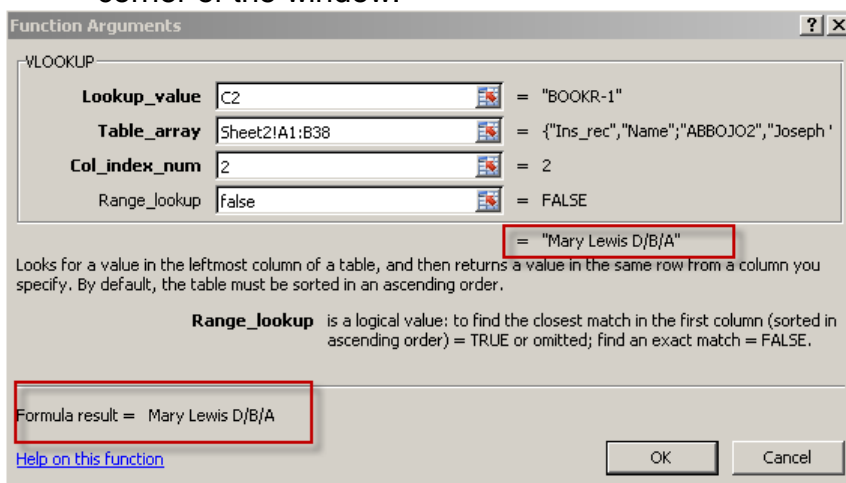 corner of the window.
Function Arguments ? X
VLOOKUP
Lookup_value C2 = "BOOKR-1"
Table_array Sheet2!A1:B38 = {"Ins_rec","Name";"ABBOJO2","Joseph '
Col_index_num 2 = 2
Range_lookup false = FALSE
= "Mary Lewis D/B/A"
Looks for a value in the leftmost column of a table, and then returns a value in the same row from a column you
specify. By default, the table must be sorted in an ascending order.
Range_lookup is a logical value: to find the closest match in the first column (sorted in
ascending order) = TRUE or omitted; find an exact match = FALSE.
Formula result = Mary Lewis D/B/A
Help on this function OK Cancel